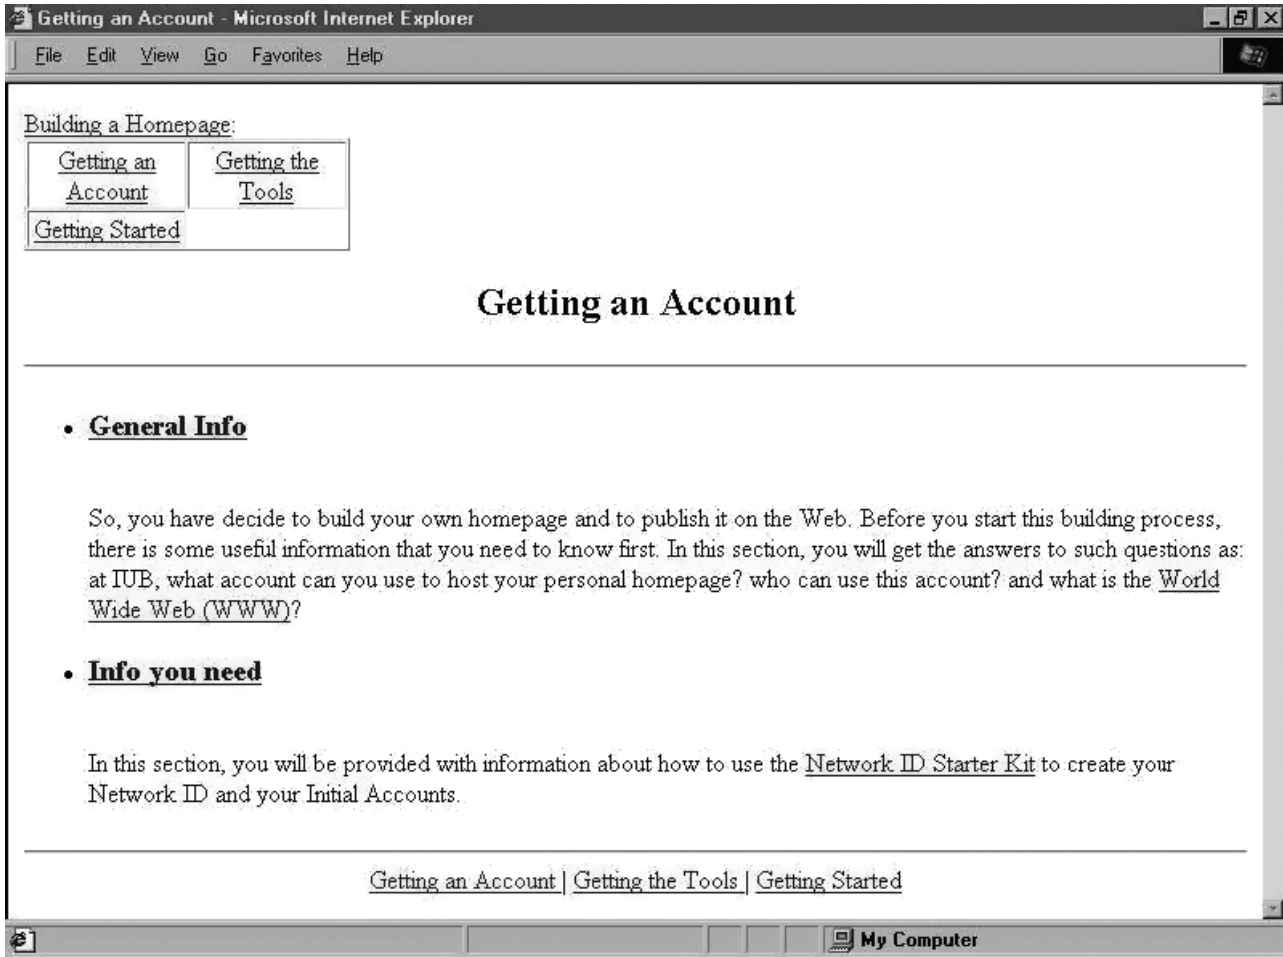 Getting an Account - Microsoft Internet Explorer
File Edit View Go Favorites Help
Building a Homepage:
Getting an Account
Getting the Tools
Getting Started
Getting an Account
General Info
So, you have decide to build your own homepage and to publish it on the Web. Before you start this building process,
there is some useful information that you need to know first. In this section, you will get the answers to such questions as:
at IUB, what account can you use to host your personal homepage? who can use this account? and what is the World
Wide Web (WWW)?
Info you need
In this section, you will be provided with information about how to use the Network ID Starter Kit to create your
Network ID and your Initial Accounts.
Getting an Account | Getting the Tools | Getting Started
My Computer